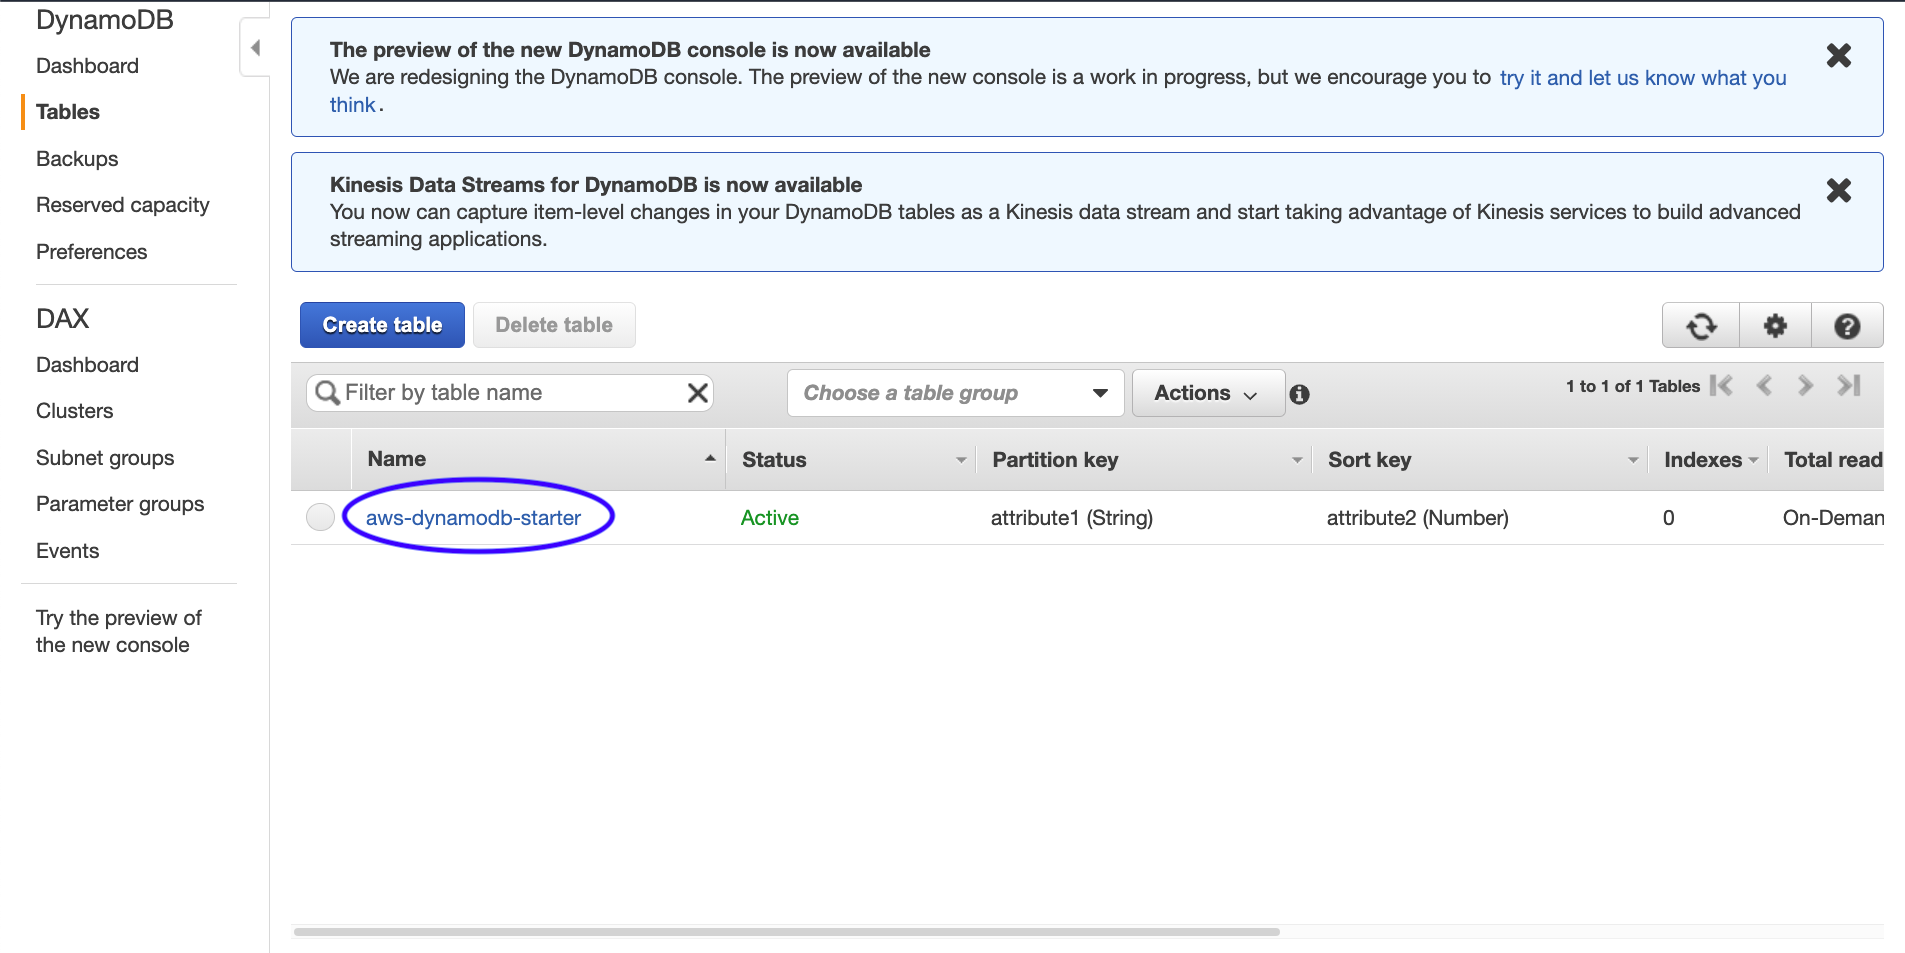 DynamoDB
Dashboard
Tables
Backups
Reserved capacity
Preferences
DAX
Dashboard
Clusters
Subnet groups
Parameter groups
Events
Try the preview of
the new console
The preview of the new DynamoDB console is now available
We are redesigning the DynamoDB console. The preview of the new console is a work in progress, but we encourage you to try it and let us know what you
think.
Kinesis Data Streams for DynamoDB is now available
You now can capture item-level changes in your DynamoDB tables as a Kinesis data stream and start taking advantage of Kinesis services to build advanced
streaming applications.
Create table Delete table
Filter by table name Choose a table group Actions 1 to 1 of 1 Tables
Name Status Partition key Sort key Indexes Total read
aws-dynamodb-starter Active attribute1 (String) attribute2 (Number) 0 On-Deman